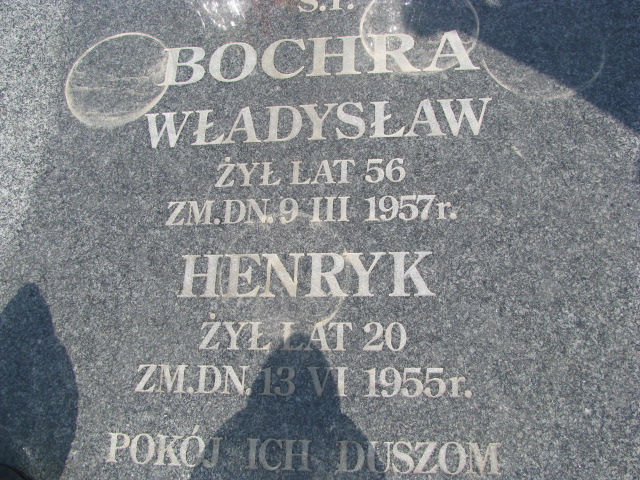 Ś.P.
BOCHRA
WŁADYSŁAW
ŻYŁ LAT 56
ZM.DN.9 III 1957r.
HENRYK
ŻYŁ LAT 20
ZM.DN.13 VI 1955r.
POKÓJ ICH DUSZOM